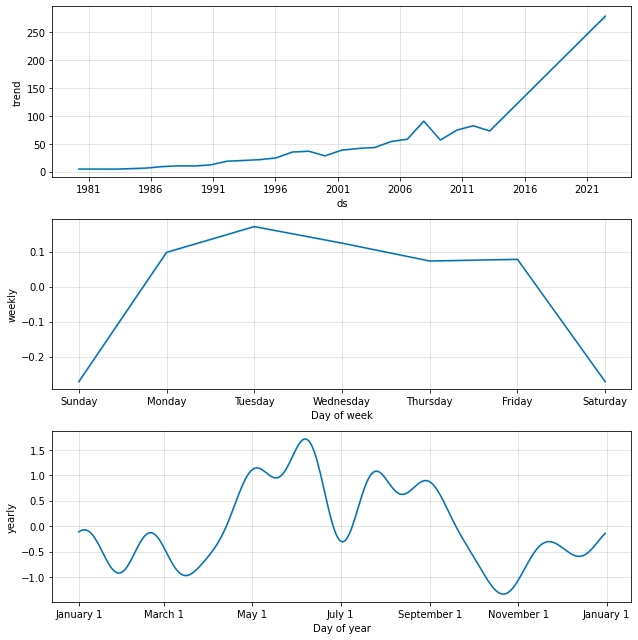 250
200
150
100
50
0
trend
1981 1986 1991 1996 2001 2006 2011 2016 2021
ds
0.1
0.0
−0.1
−0.2
weekly
Sunday Monday Tuesday Wednesday Thursday Friday Saturday
Day of week
1.5
1.0
0.5
0.0
−0.5
−1.0
yearly
January 1 March 1 May 1 July 1 September 1 November 1 January 1
Day of year